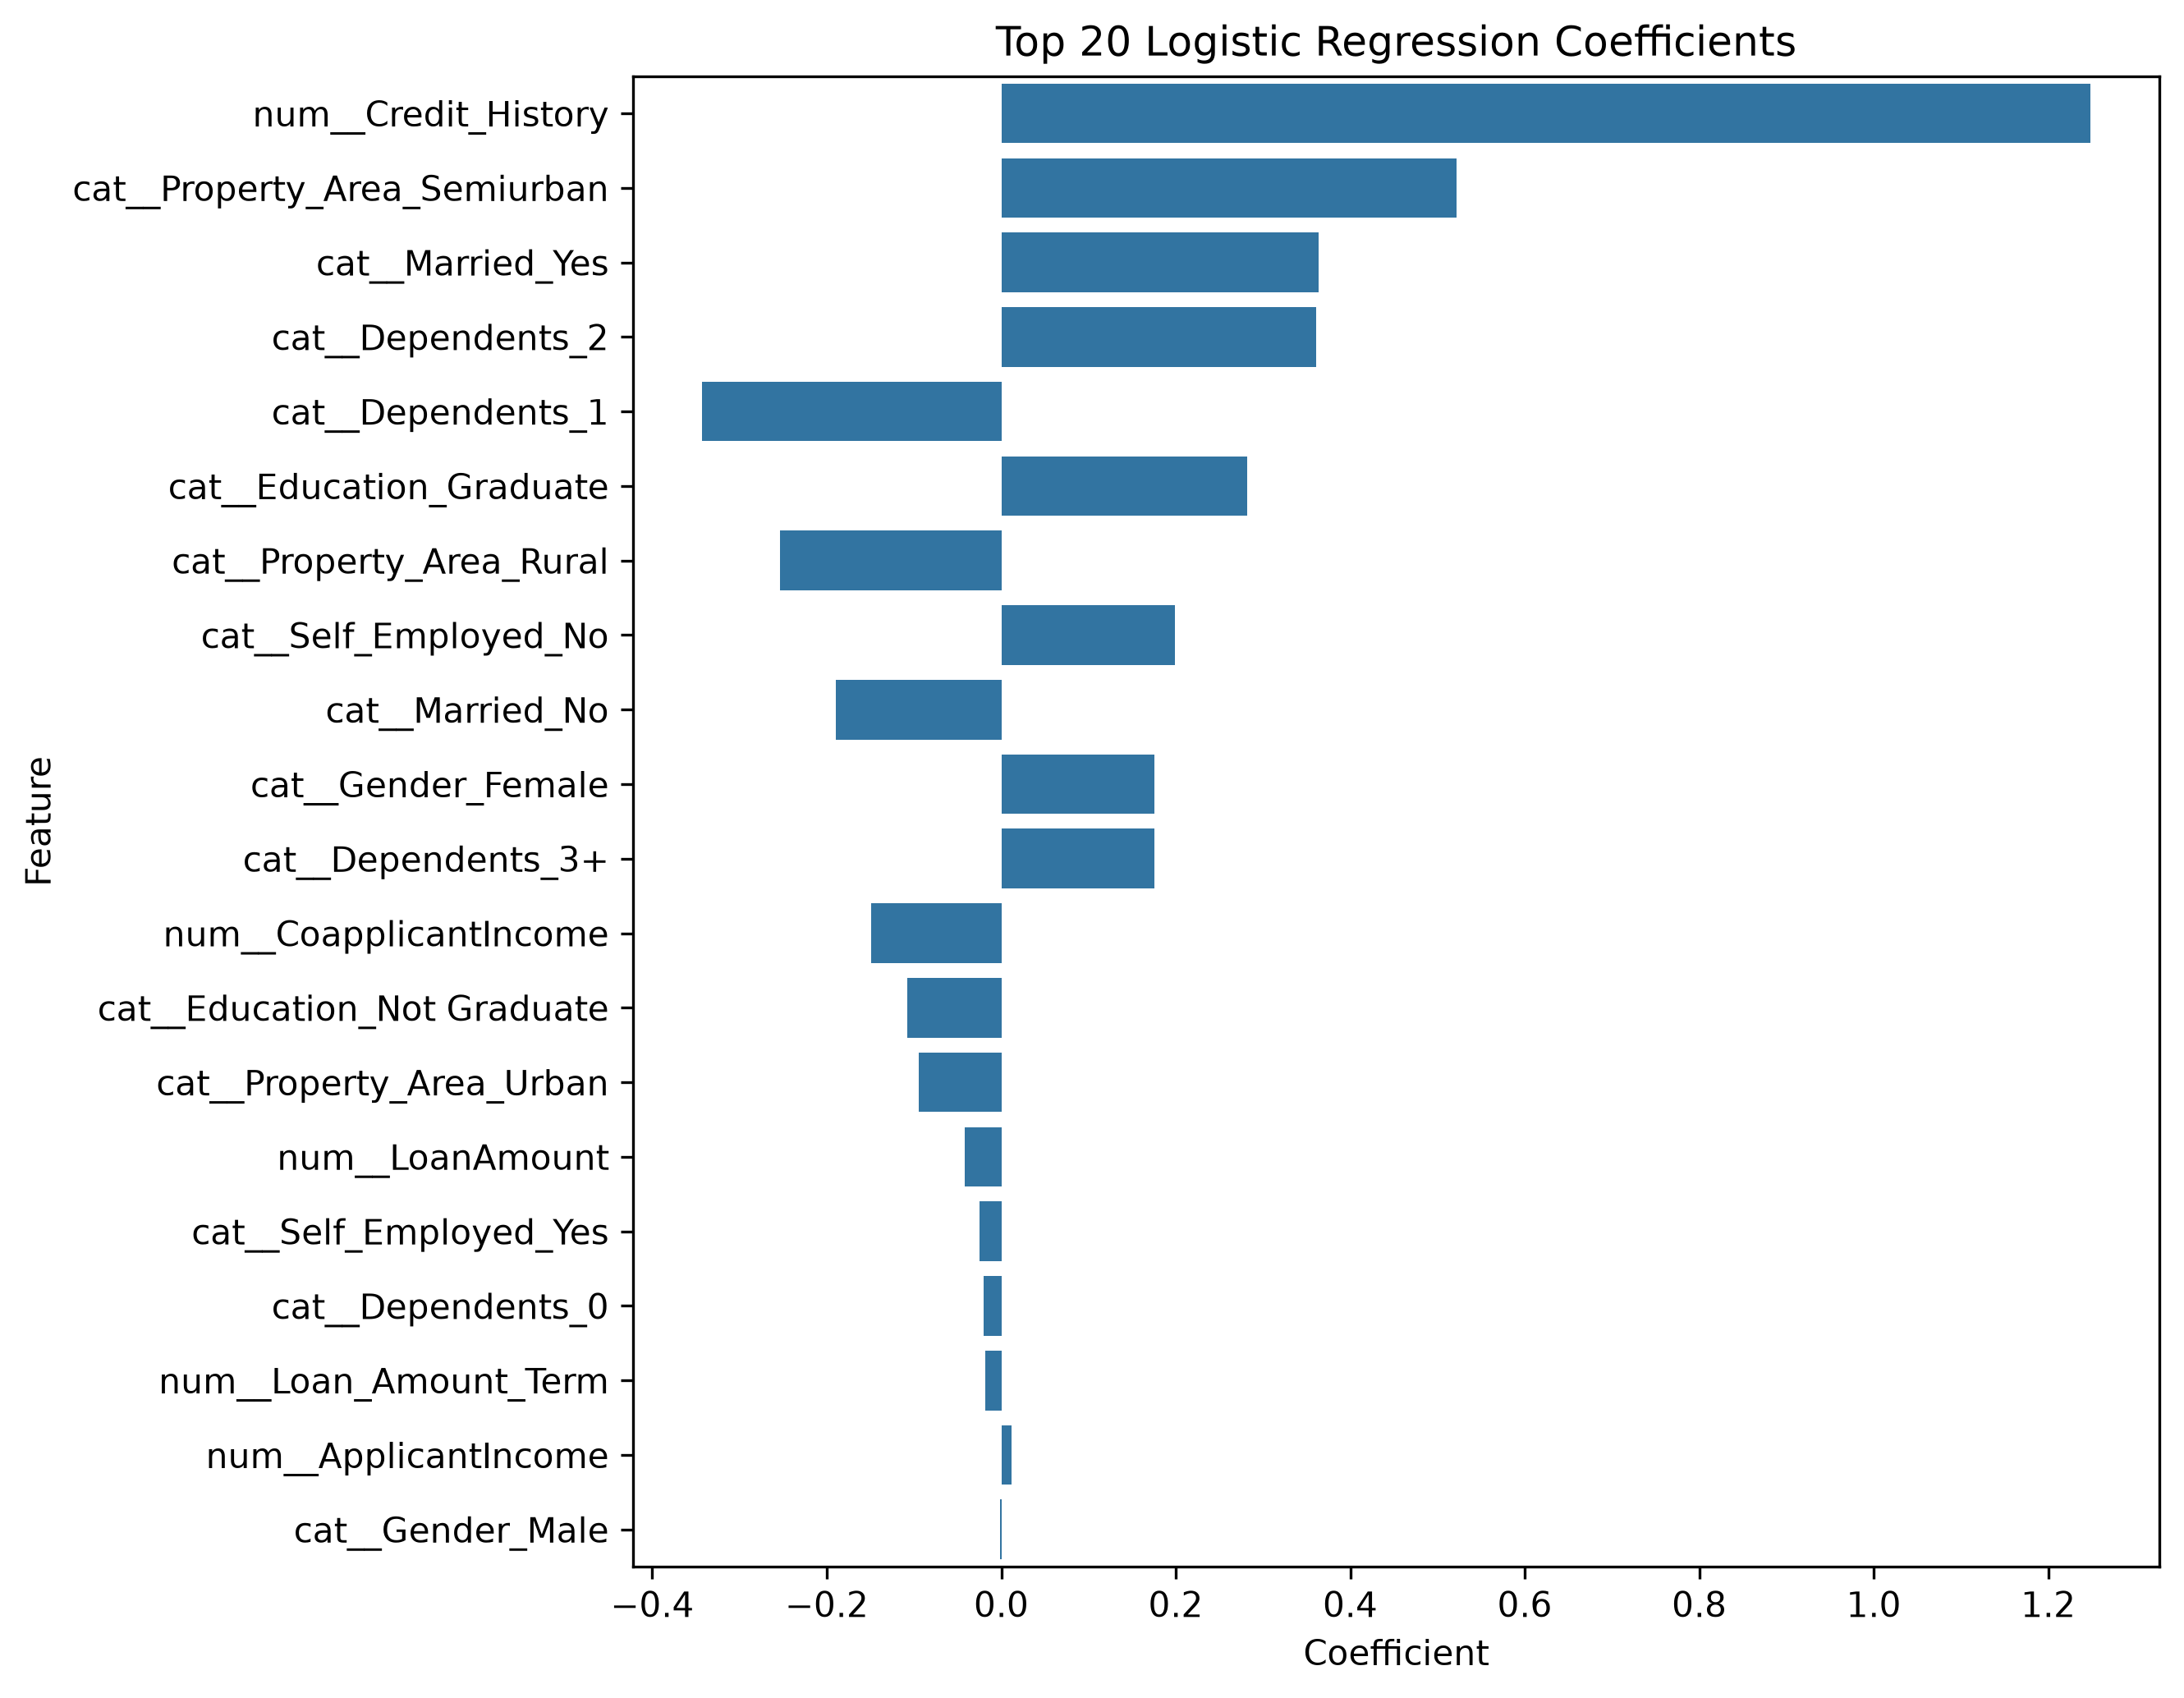 Top 20 Logistic Regression Coefficients
num__Credit_History
cat__Property_Area_Semiurban
cat__Married_Yes
cat__Dependents_2
cat__Dependents_1
cat__Education_Graduate
cat__Property_Area_Rural
cat__Self_Employed_No
cat__Married_No
cat__Gender_Female
cat__Dependents_3+
num__CoapplicantIncome
cat__Education_Not Graduate
cat__Property_Area_Urban
num__LoanAmount
cat__Self_Employed_Yes
cat__Dependents_0
num__Loan_Amount_Term
num__ApplicantIncome
cat__Gender_Male
Feature
−0.4 −0.2 0.0 0.2 0.4 0.6 0.8 1.0 1.2
Coefficient